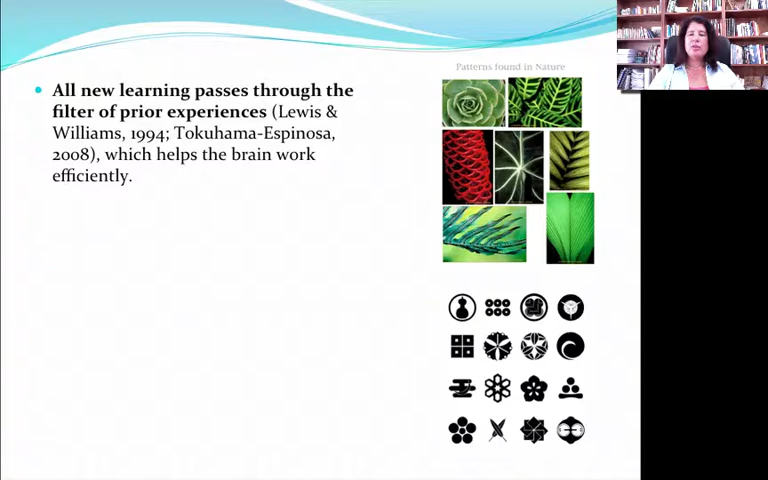 Patterns found in Nature
• All new learning passes through the
filter of prior experiences (Lewis &
Williams, 1994; Tokuhama-Espinosa,
2008), which helps the brain work
efficiently.